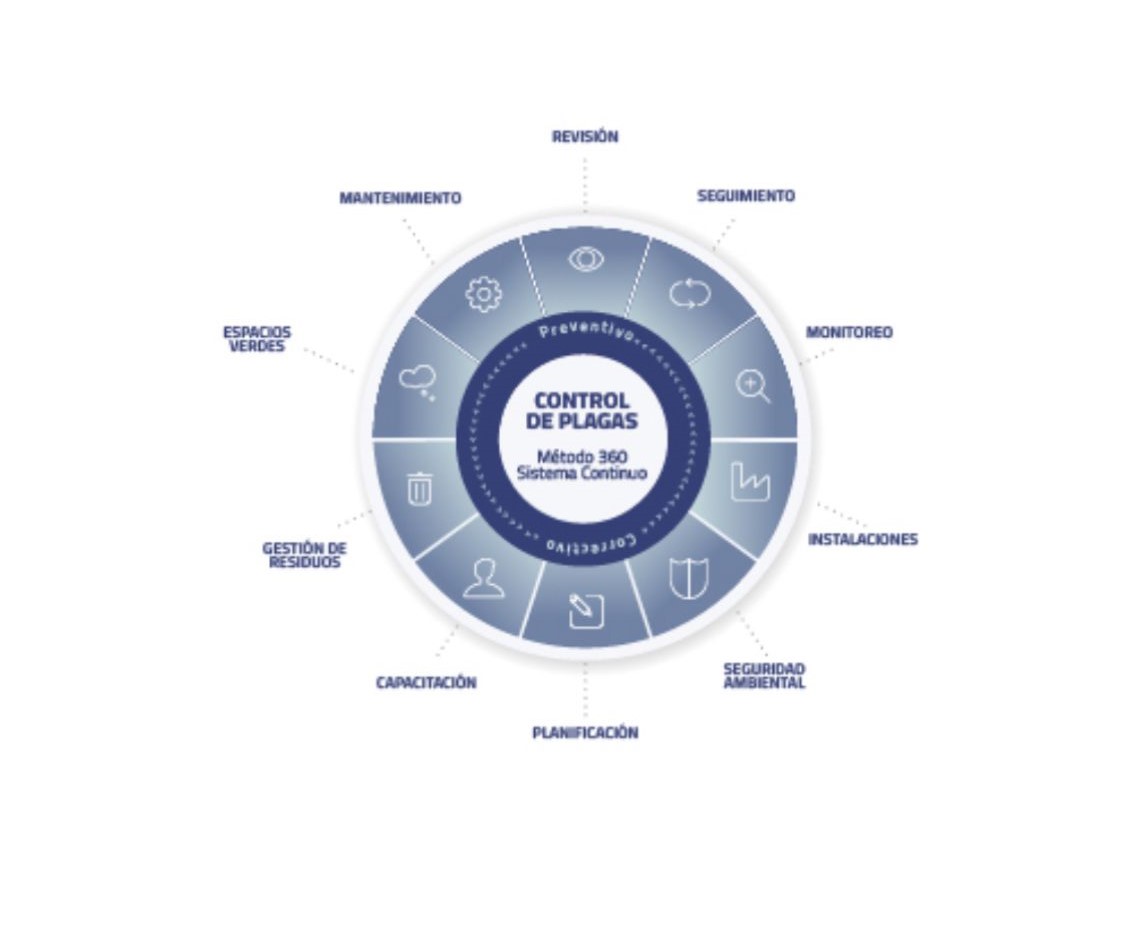 REVISIÓN
MANTENIMIENTO
SEGUIMIENTO
ESPACIOS
VERDES
MONITOREO
Preventivo
CONTROL
DE PLAGAS
Método 360
Sistema Continuo
Correctivo
GESTIÓN DE
RESIDUOS
INSTALACIONES
CAPACITACIÓN
SEGURIDAD
AMBIENTAL
PLANIFICACIÓN